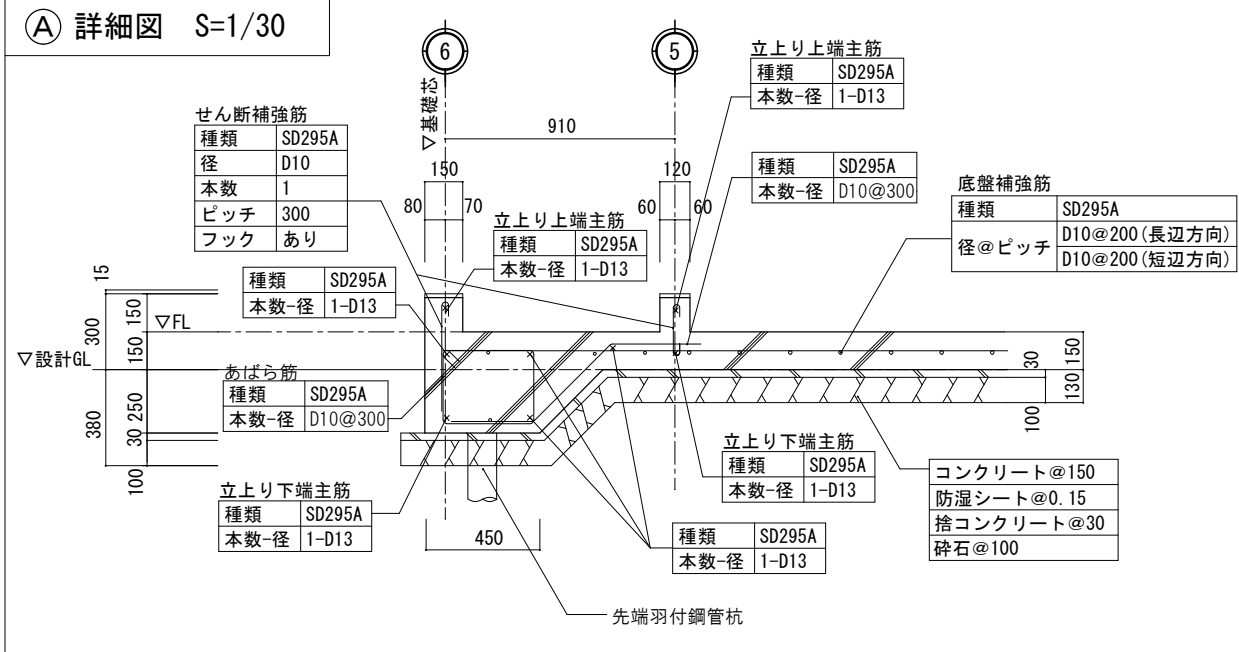 A 詳細図 S=1/30
6
5
▽基礎芯
910
150
80
70
120
60
60
せん断補強筋
種類 SD295A
径 D10
本数 1
ピッチ 300
フック あり
立上り上端主筋
種類 SD295A
本数-径 1-D13
立上り上端主筋
種類 SD295A
本数-径 1-D13
種類 SD295A
本数-径 D10@300
底盤補強筋
種類 SD295A
径@ピッチ D10@200(長辺方向)
D10@200(短辺方向)
種類 SD295A
本数-径 1-D13
15
300
150
150
▽FL
▽設計GL
380
250
30
100
あばら筋
種類 SD295A
本数-径 D10@300
立上り下端主筋
種類 SD295A
本数-径 1-D13
450
立上り下端主筋
種類 SD295A
本数-径 1-D13
種類 SD295A
本数-径 1-D13
30
100
150
130
コンクリート@150
防湿シート@0.15
捨コンクリート@30
砕石@100
先端羽付鋼管杭